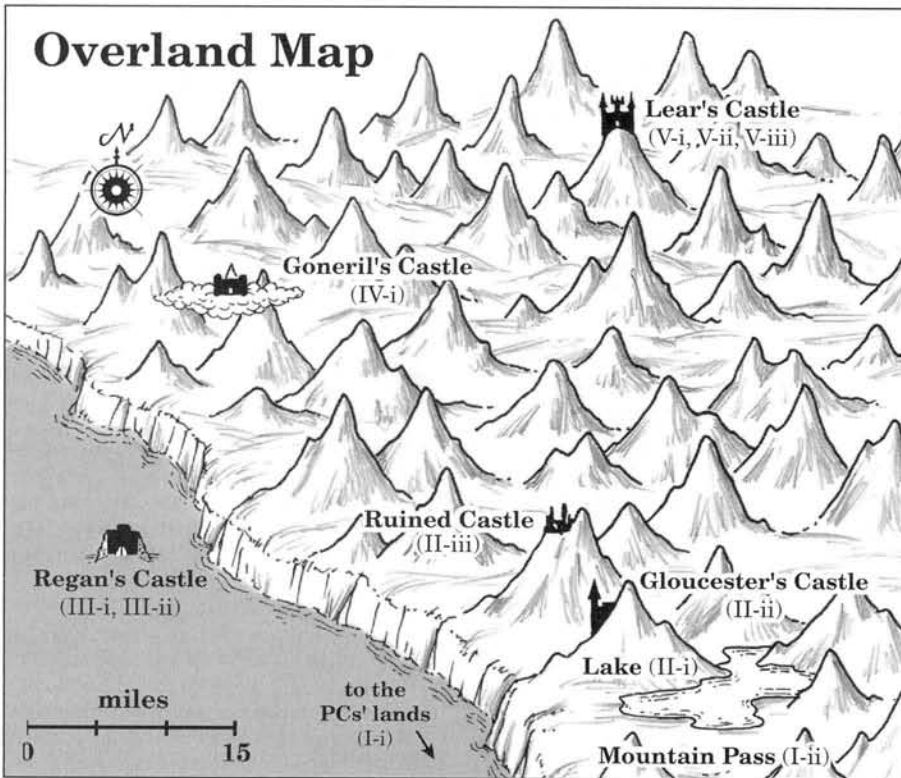 Overland Map
N
Lear's Castle
(V-i, V-ii, V-iii)
Goneril's Castle
(IV-i)
Ruined Castle
(II-iii)
Regan's Castle
(III-i, III-ii)
Gloucester's Castle
(II-ii)
Lake (II-i)
miles
0 15
to the
PCs' lands
(I-i)
Mountain Pass (I-ii)